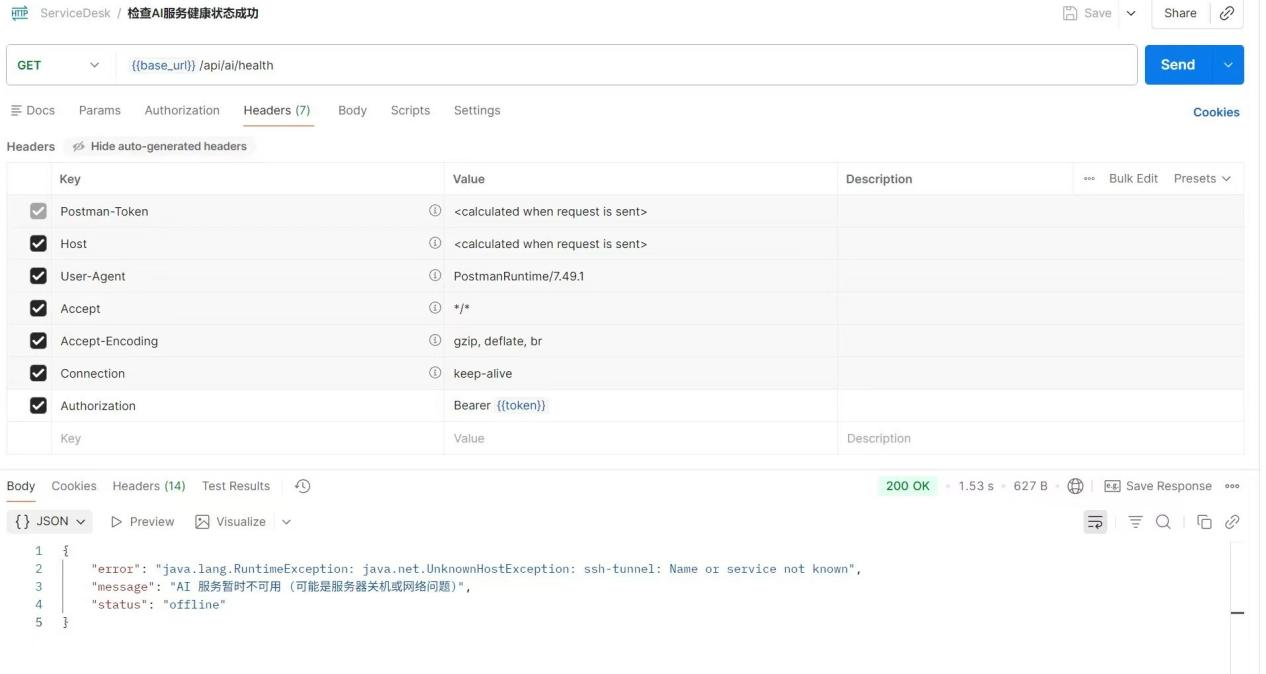 HTTP ServiceDesk / 检查AI服务健康状态成功 Save Share
GET {{base_url}} /api/ai/health Send
Docs Params Authorization Headers (7) Body Scripts Settings Cookies
Headers Hide auto-generated headers
Key Value Description Bulk Edit Presets
Postman-Token <calculated when request is sent>
Host <calculated when request is sent>
User-Agent PostmanRuntime/7.49.1
Accept */*
Accept-Encoding gzip, deflate, br
Connection keep-alive
Authorization Bearer {{token}}
Key Value Description
Body Cookies Headers (14) Test Results 200 OK 1.53 s 627 B e.g. Save Response
{} JSON Preview Visualize
1 {
2 "error": "java.lang.RuntimeException: java.net.UnknownHostException: ssh-tunnel: Name or service not known",
3 "message": "AI 服务暂时不可用 (可能是服务器关机或网络问题)",
4 "status": "offline"
5 }